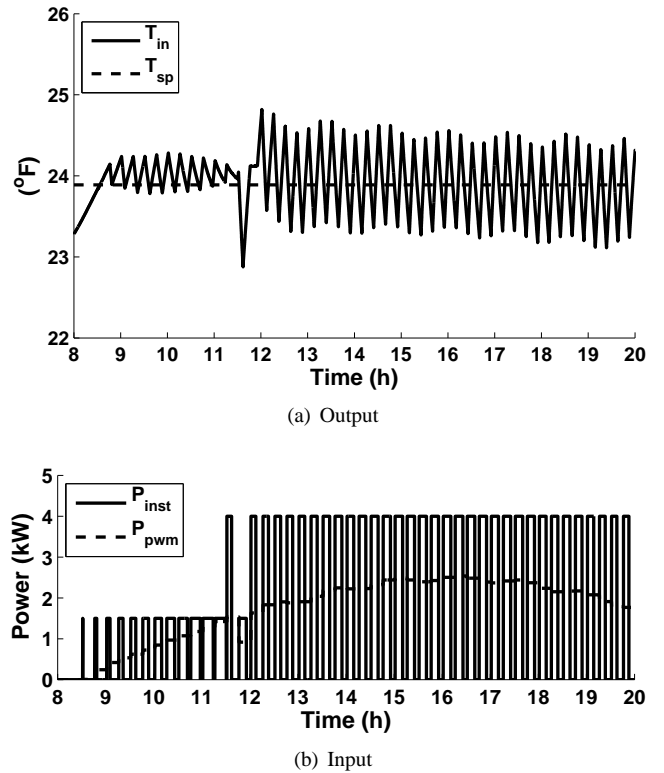 26
25
24
23
22
(°F)
T_in
T_sp
8 9 10 11 12 13 14 15 16 17 18 19 20
Time (h)
(a) Output
5
4
3
2
1
0
Power (kW)
P_inst
P_pwm
8 9 10 11 12 13 14 15 16 17 18 19 20
Time (h)
(b) Input